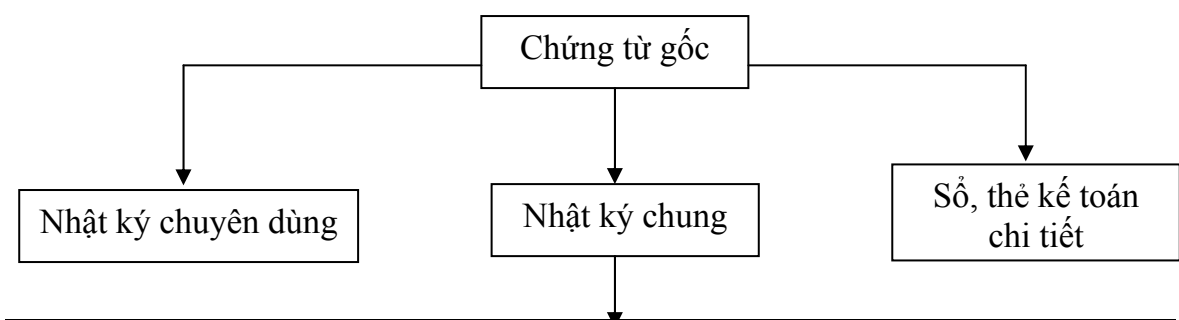 Chứng từ gốc
Nhật ký chuyên dùng
Nhật ký chung
Sổ, thẻ kế toán
chi tiết